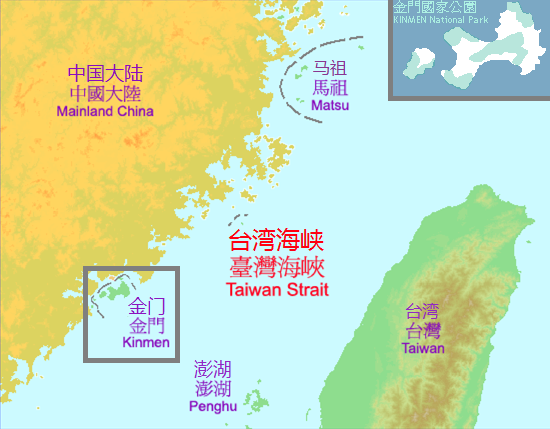 金門國家公園
KINMEN National Park
马祖
馬祖
Matsu
中国大陆
中國大陸
Mainland China
台湾海峡
臺灣海峽
Taiwan Strait
金门
金門
Kinmen
台湾
台灣
Taiwan
澎湖
澎湖
Penghu